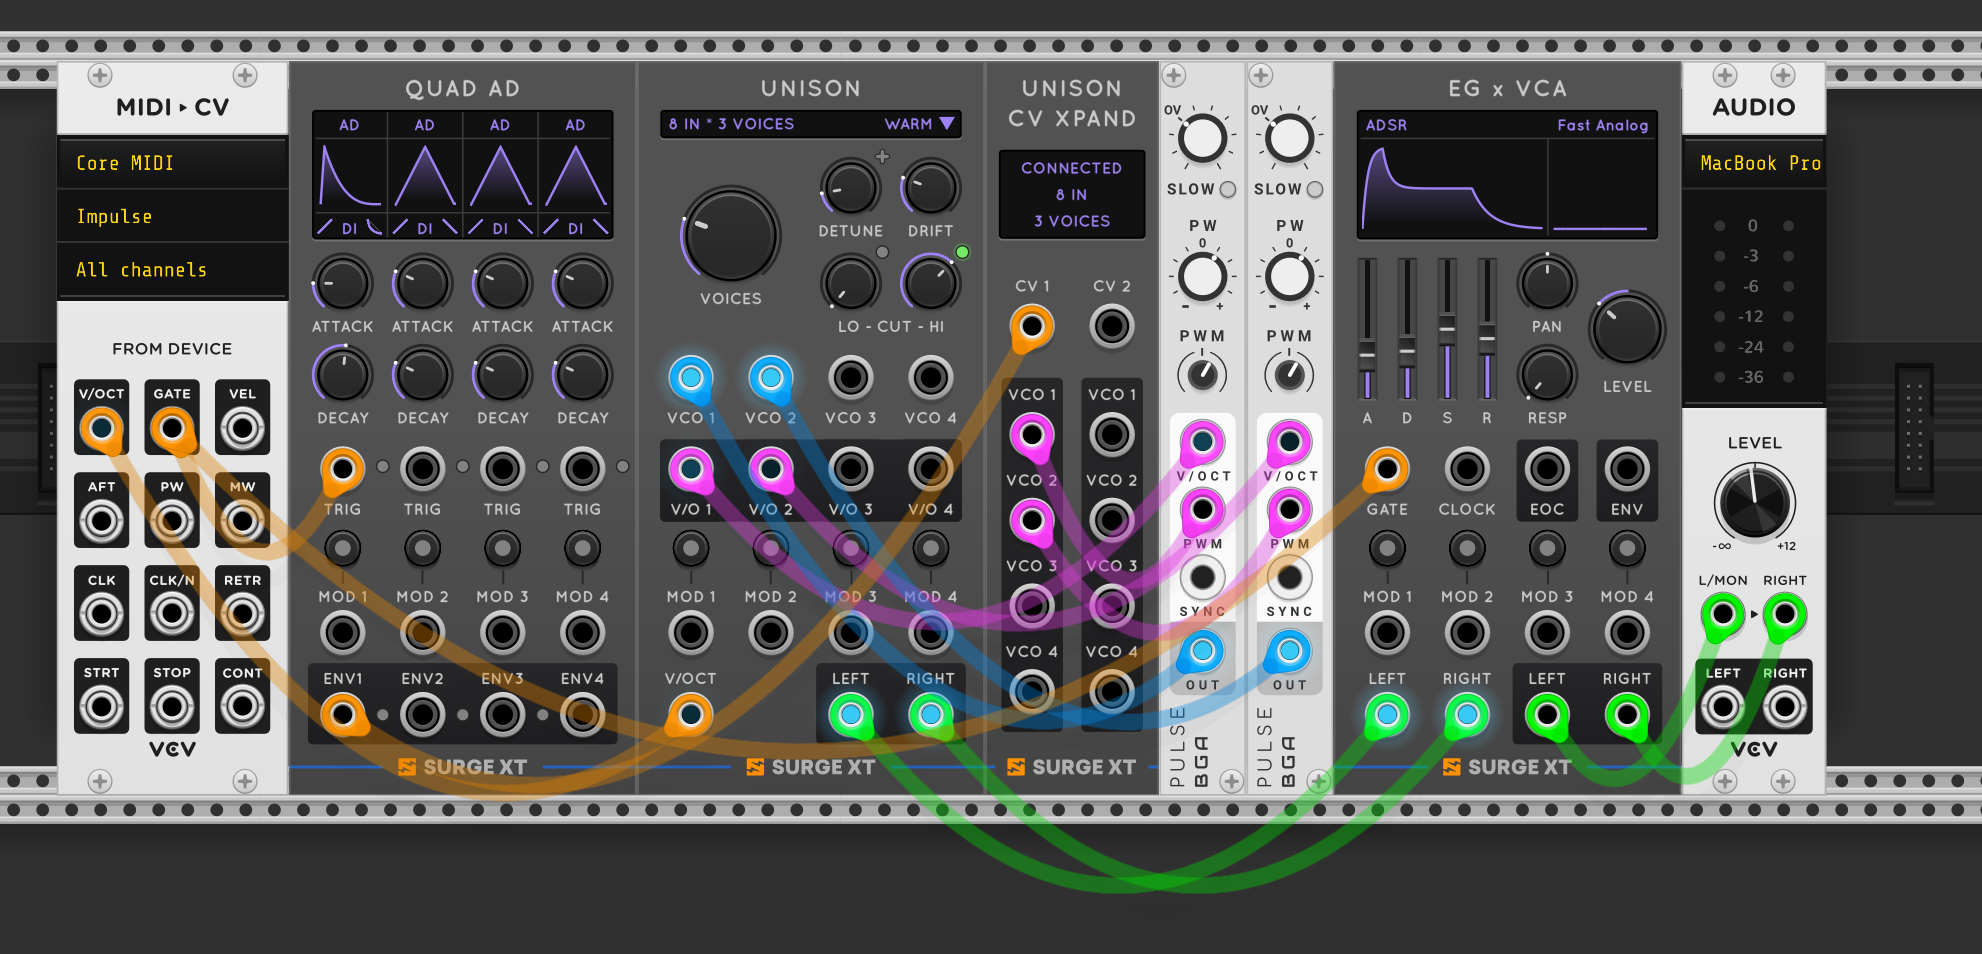 MIDI ▸ CV
Core MIDI
Impulse
All channels
FROM DEVICE
V/OCT GATE VEL
AFT PW MW
CLK CLK/N RETR
STRT STOP CONT
VCV
QUAD AD
AD AD AD AD
DI DI DI DI
ATTACK ATTACK ATTACK ATTACK
DECAY DECAY DECAY DECAY
TRIG TRIG TRIG TRIG
MOD 1 MOD 2 MOD 3 MOD 4
ENV1 ENV2 ENV3 ENV4
SURGE XT
UNISON
8 IN * 3 VOICES WARM ▼
DETUNE DRIFT
VOICES
LO - CUT - HI
VCO 1 VCO 2 VCO 3 VCO 4
V/O 1 V/O 2 V/O 3 V/O 4
MOD 1 MOD 2 MOD 3 MOD 4
V/OCT LEFT RIGHT
SURGE XT
UNISON
CV XPAND
CONNECTED
8 IN
3 VOICES
CV 1 CV 2
VCO 1 VCO 1
VCO 2 VCO 2
VCO 3 VCO 3
VCO 4 VCO 4
SURGE XT
0V
SLOW
PW
0
- +
PWM
V/OCT
PWM
SYNC
OUT
PULSE
BGA
0V
SLOW
PW
0
- +
PWM
V/OCT
PWM
SYNC
OUT
PULSE
BGA
EG x VCA
ADSR Fast Analog
PAN
LEVEL
A D S R RESP
GATE CLOCK EOC ENV
MOD 1 MOD 2 MOD 3 MOD 4
LEFT RIGHT LEFT RIGHT
SURGE XT
AUDIO
MacBook Pro
0
-3
-6
-12
-24
-36
LEVEL
-∞ +12
L/MON RIGHT
LEFT RIGHT
VCV